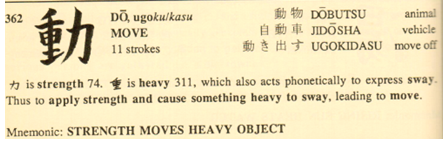 362 動 DŌ, ugoku/kasu 動物 DŌBUTSU animal
MOVE 自動車 JIDŌSHA vehicle
11 strokes 動き出す UGOKIDASU move off
力 is strength 74. 重 is heavy 311, which also acts phonetically to express sway.
Thus to apply strength and cause something heavy to sway, leading to move.
Mnemonic: STRENGTH MOVES HEAVY OBJECT